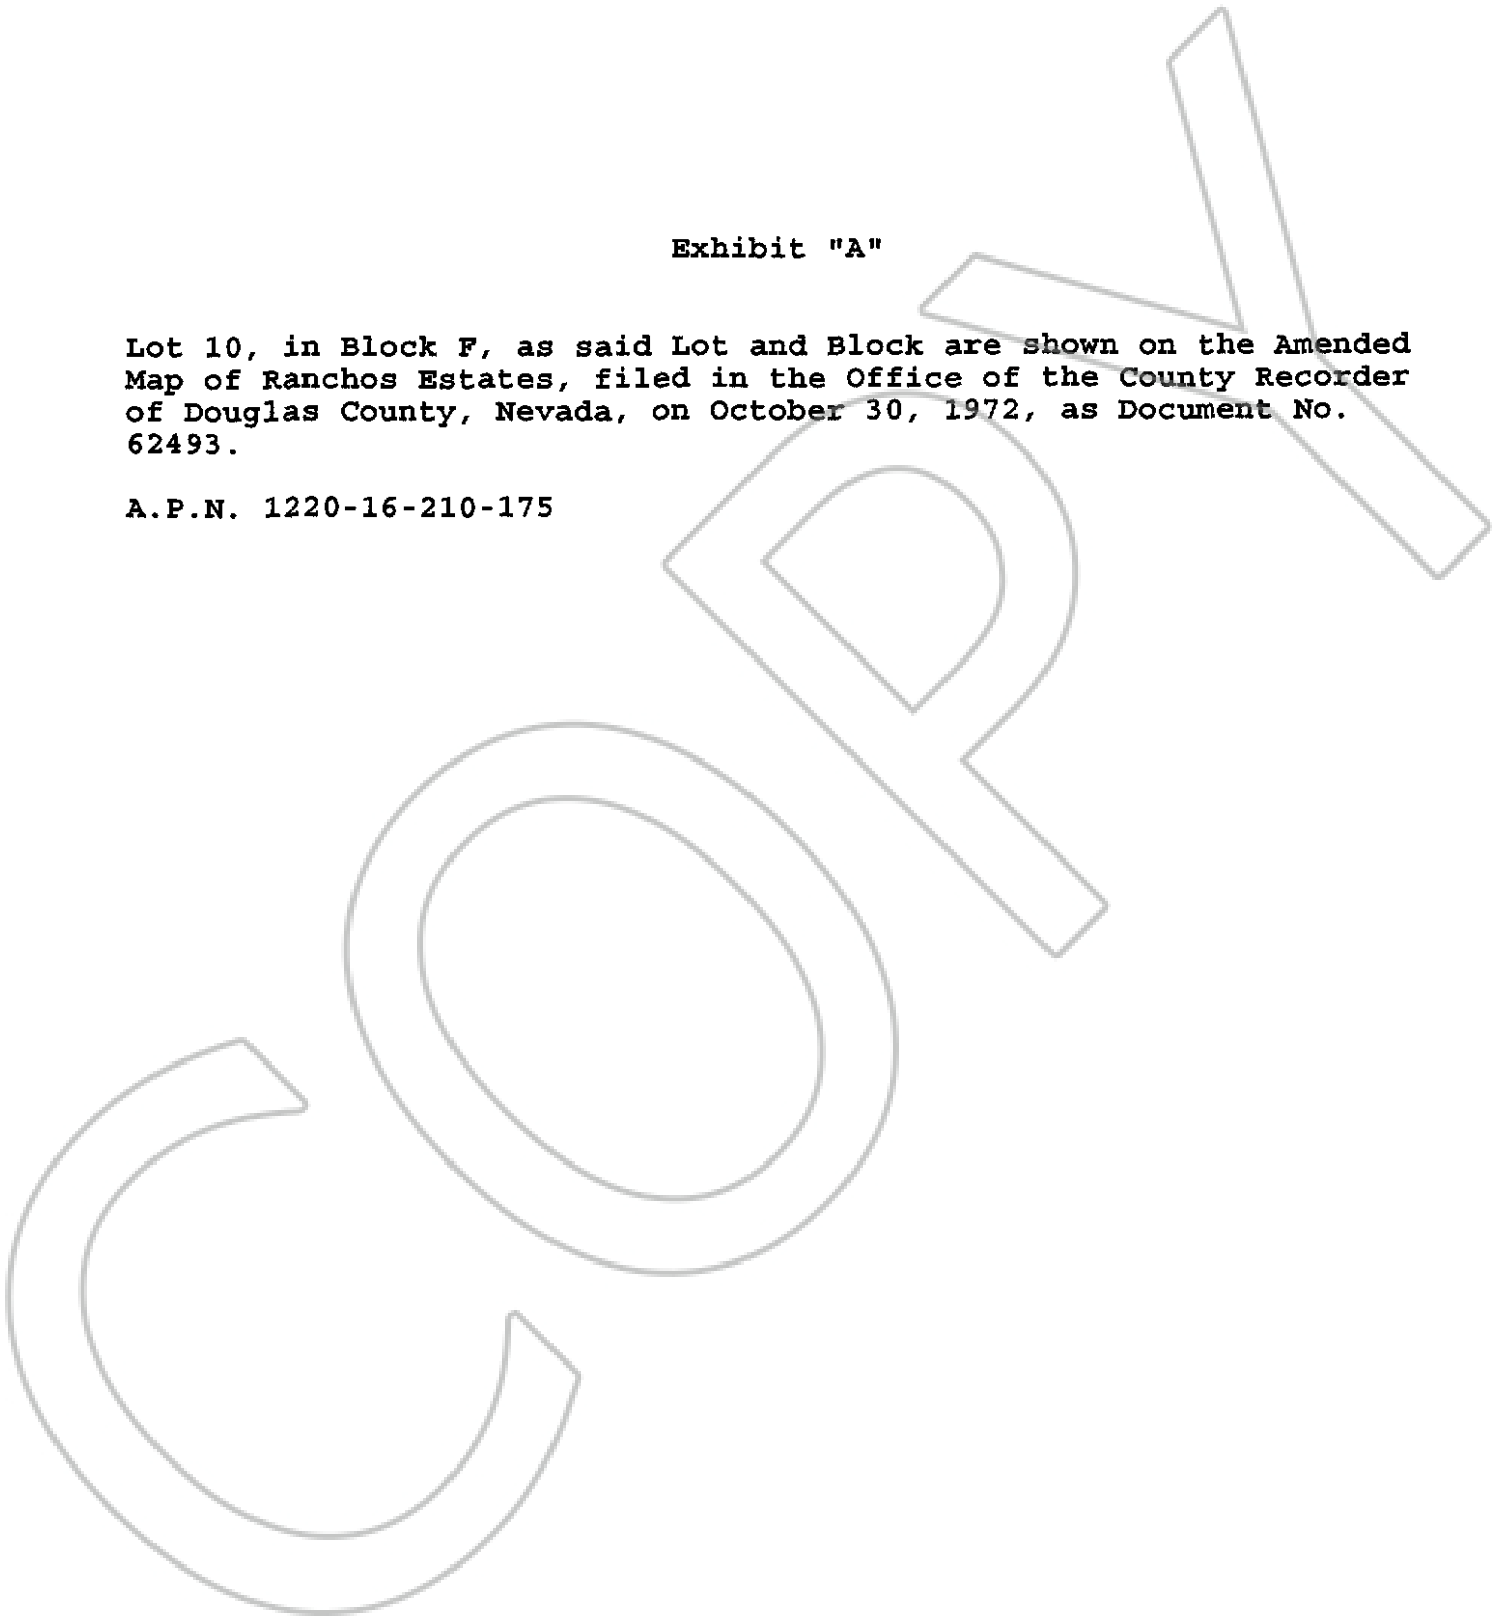 Exhibit "A"
Lot 10, in Block F, as said Lot and Block are shown on the Amended
Map of Ranchos Estates, filed in the Office of the County Recorder
of Douglas County, Nevada, on October 30, 1972, as Document No.
62493.
A.P.N. 1220-16-210-175
COPY